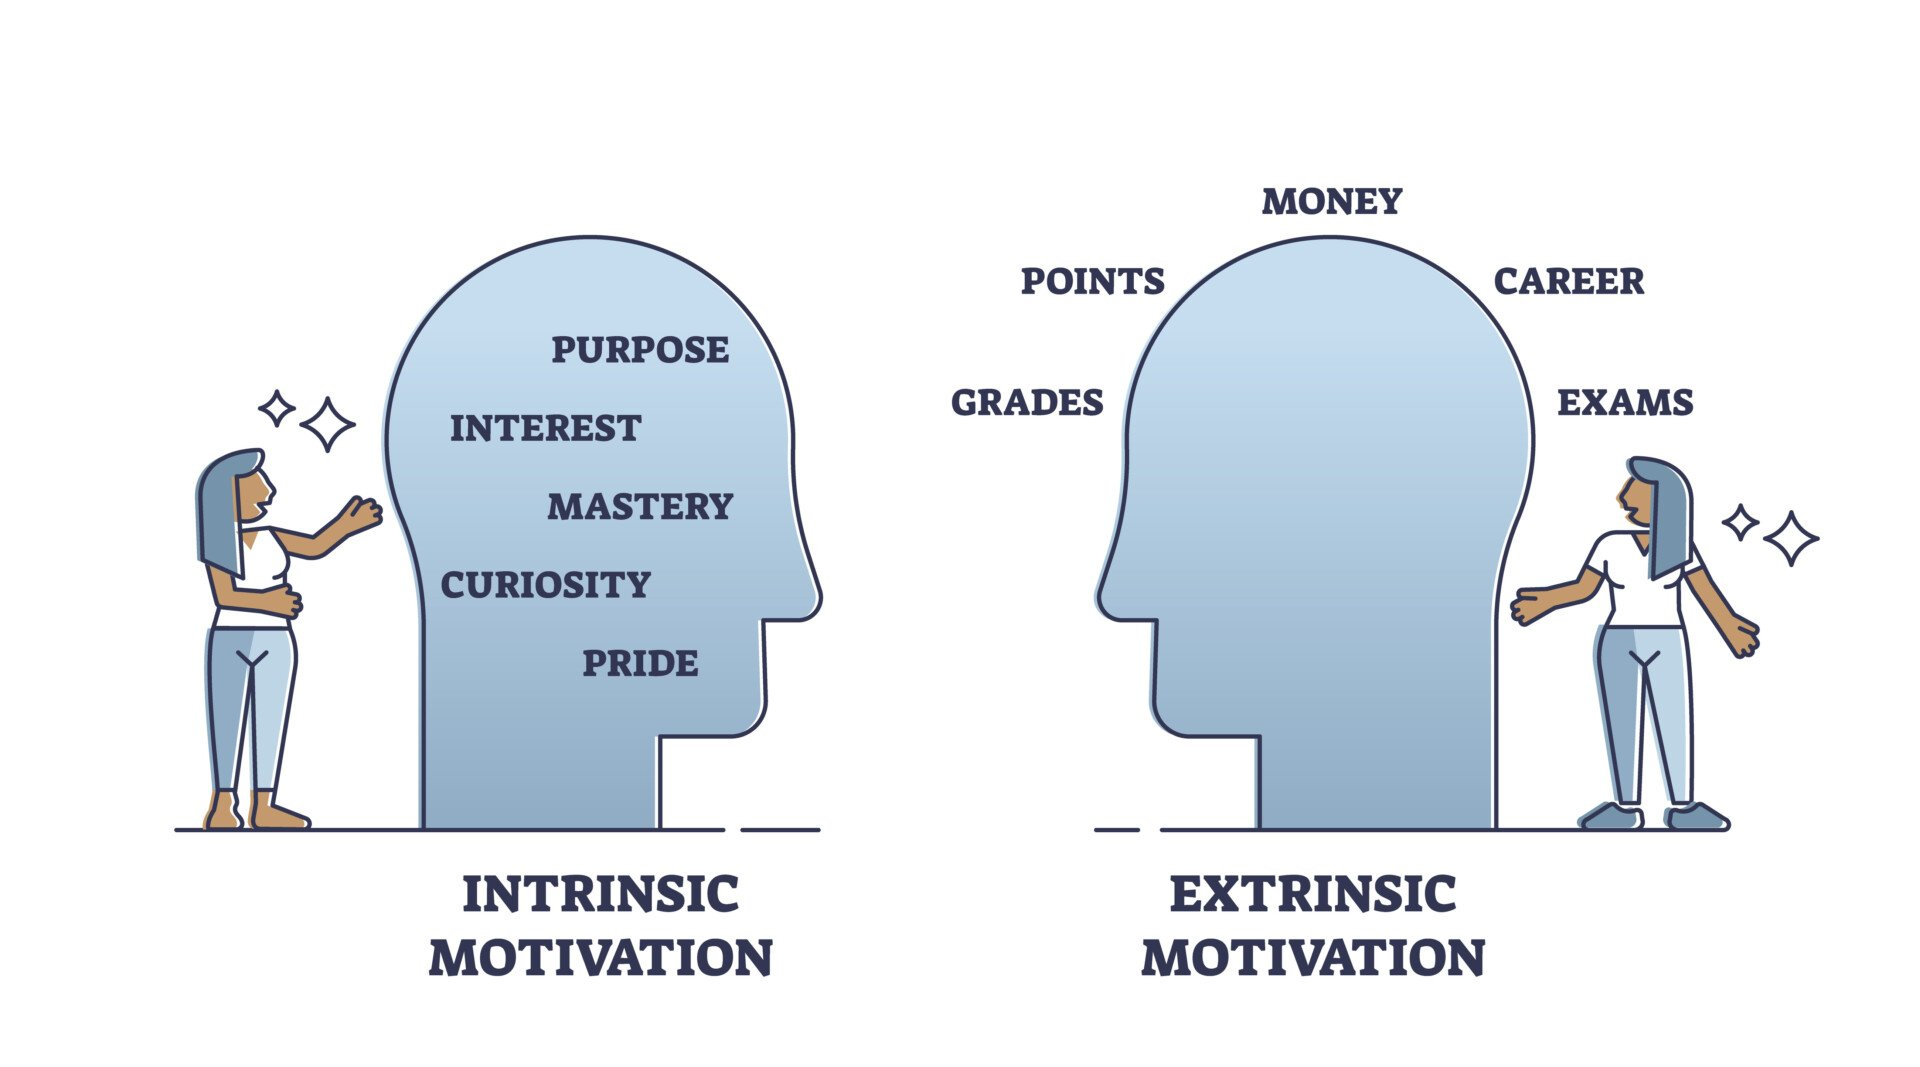 PURPOSE
INTEREST
MASTERY
CURIOSITY
PRIDE
INTRINSIC
MOTIVATION
MONEY
POINTS
CAREER
GRADES
EXAMS
EXTRINSIC
MOTIVATION